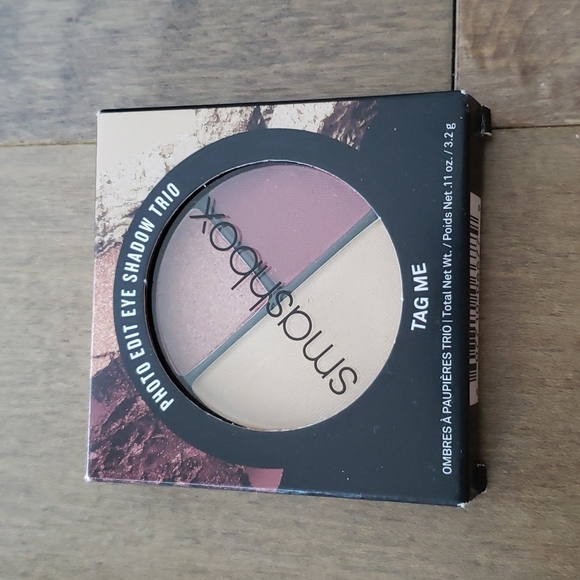 PHOTO EDIT EYE SHADOW TRIO
smashbox
TAG ME
OMBRES À PAUPIÈRES TRIO | Total Net Wt. / Poids Net .11 oz. / 3.2 g